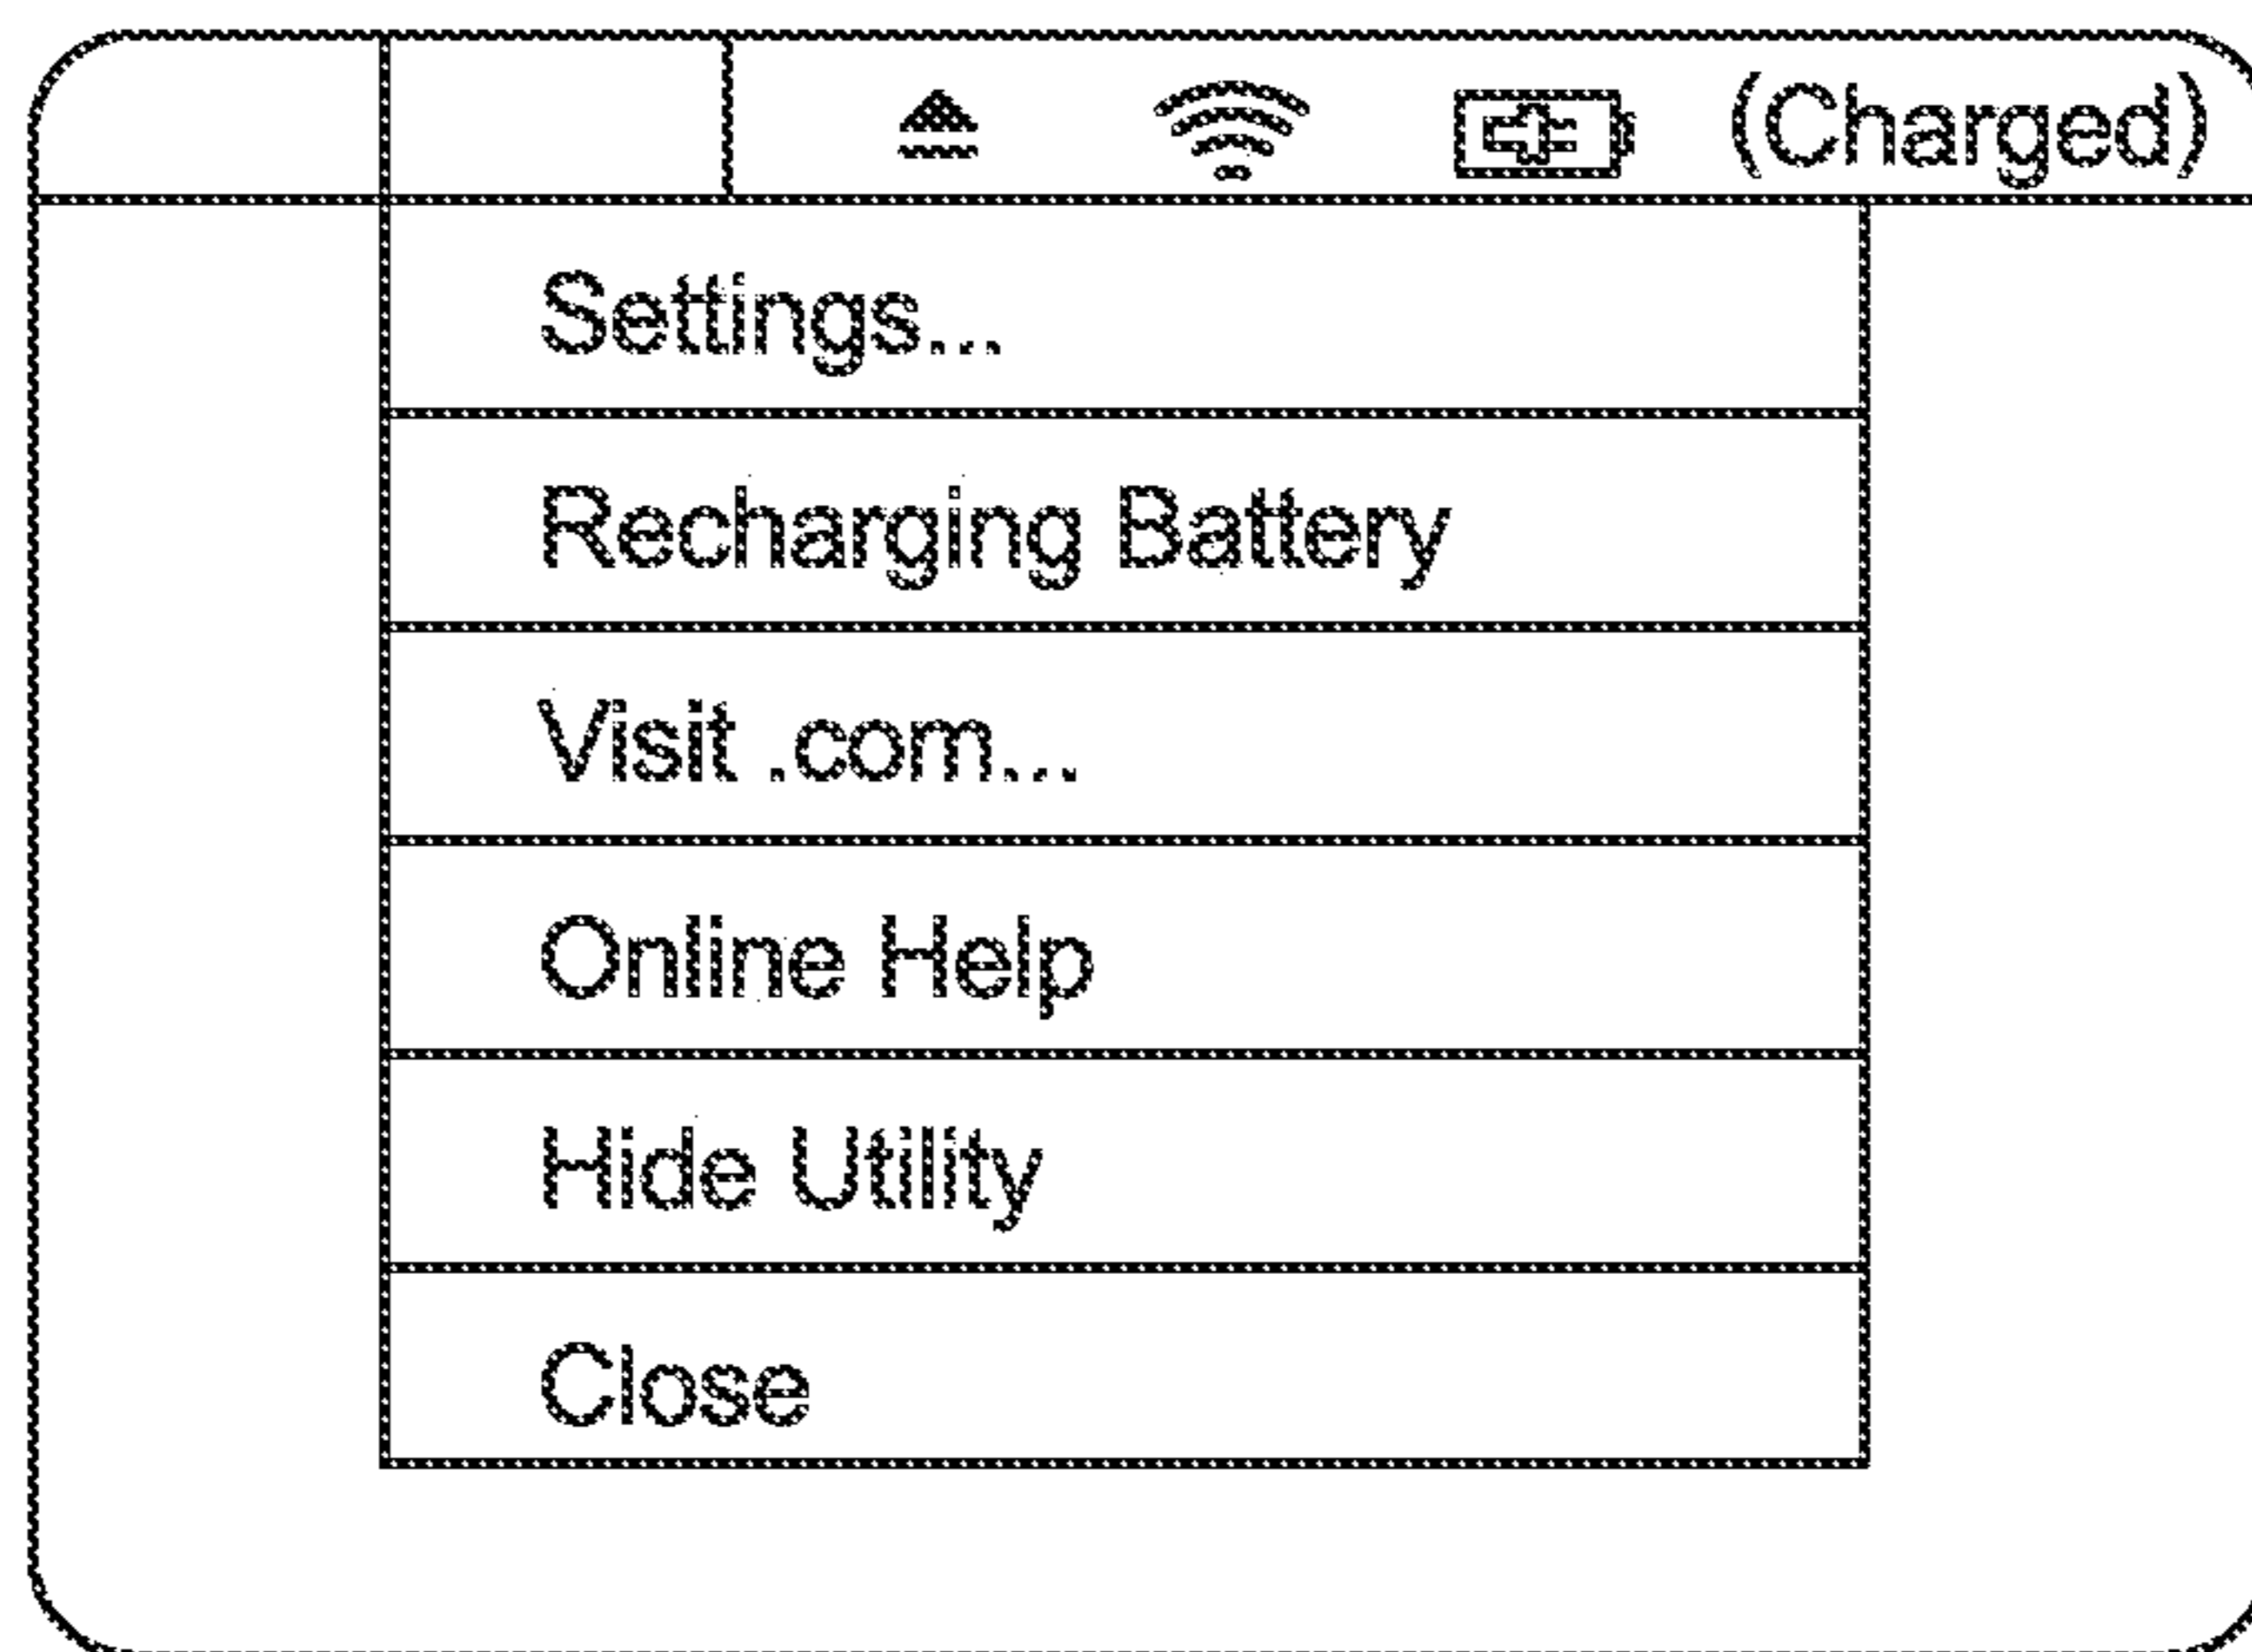 (Charged)
Settings...
Recharging Battery
Visit .com...
Online Help
Hide Utility
Close